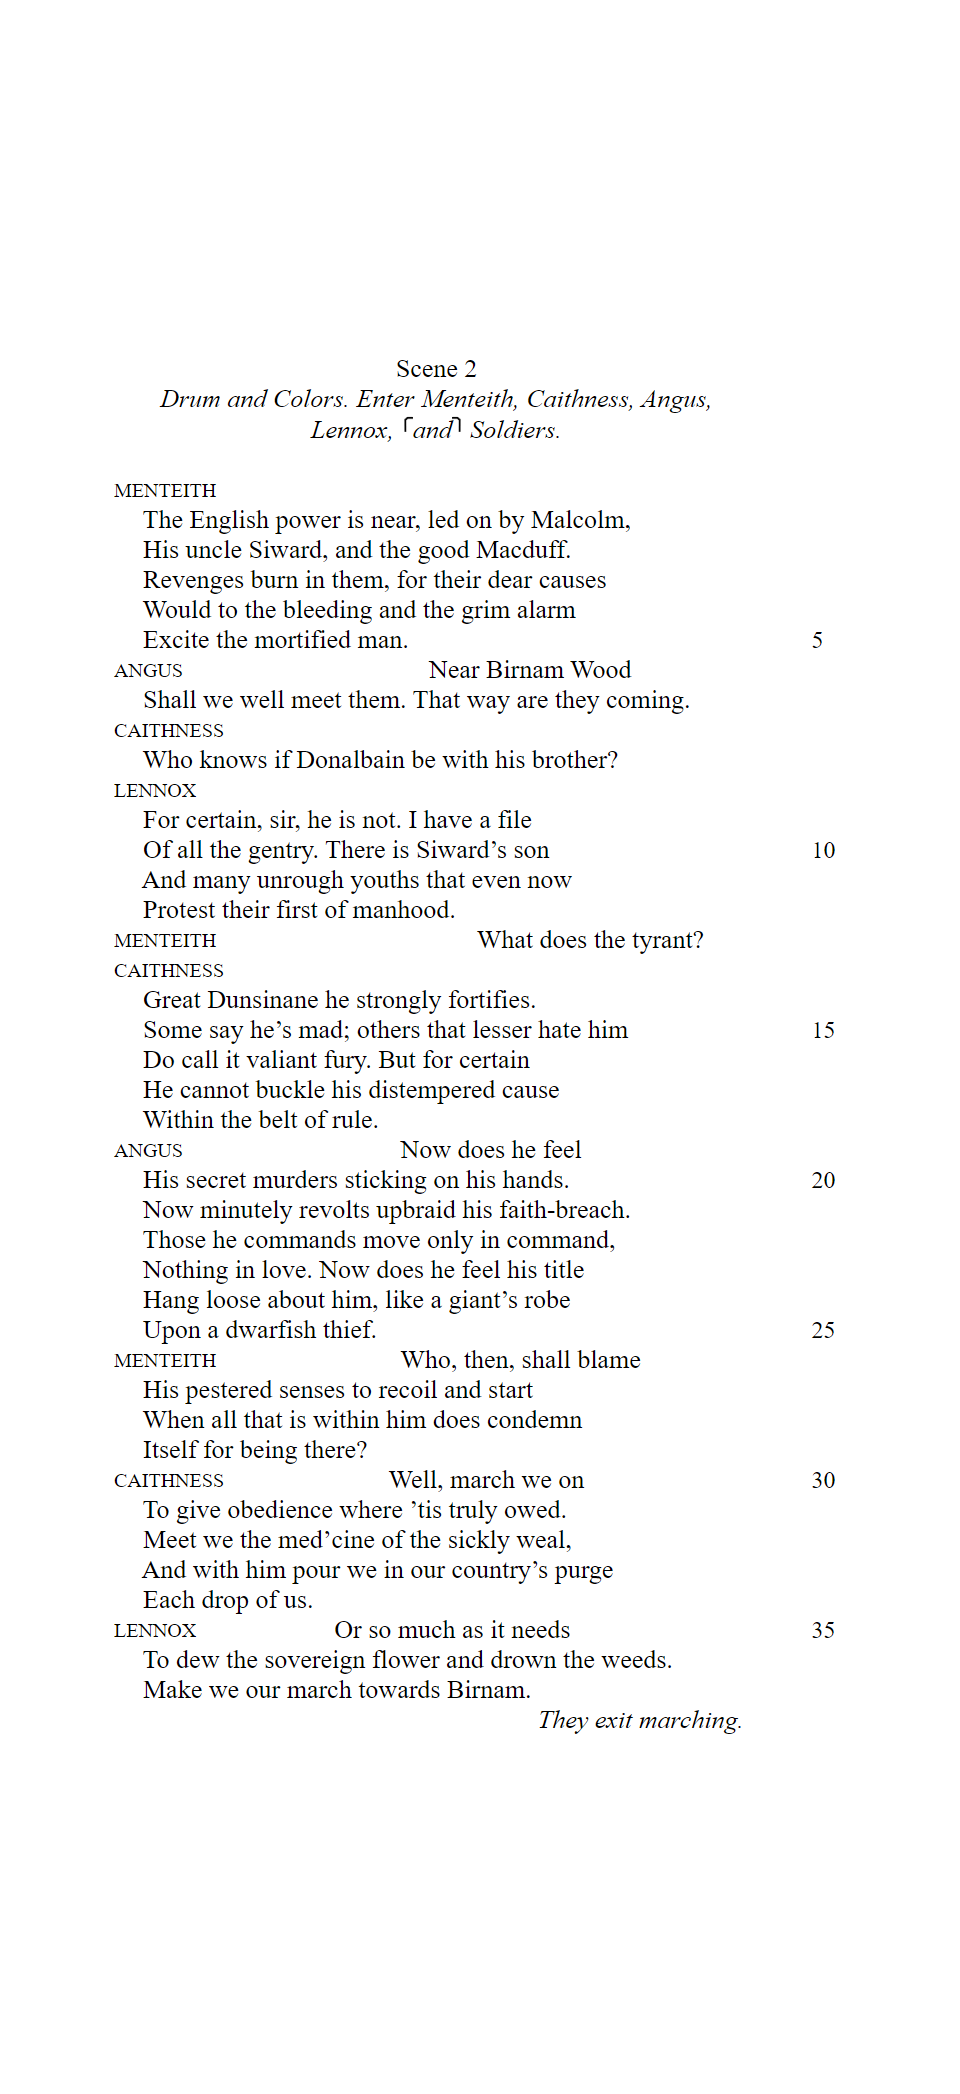 Scene 2
Drum and Colors. Enter Menteith, Caithness, Angus,
Lennox, ⌜and⌝ Soldiers.
MENTEITH
The English power is near, led on by Malcolm,
His uncle Siward, and the good Macduff.
Revenges burn in them, for their dear causes
Would to the bleeding and the grim alarm
Excite the mortified man. 5
ANGUS Near Birnam Wood
Shall we well meet them. That way are they coming.
CAITHNESS
Who knows if Donalbain be with his brother?
LENNOX
For certain, sir, he is not. I have a file
Of all the gentry. There is Siward’s son 10
And many unrough youths that even now
Protest their first of manhood.
MENTEITH What does the tyrant?
CAITHNESS
Great Dunsinane he strongly fortifies.
Some say he’s mad; others that lesser hate him 15
Do call it valiant fury. But for certain
He cannot buckle his distempered cause
Within the belt of rule.
ANGUS Now does he feel
His secret murders sticking on his hands. 20
Now minutely revolts upbraid his faith-breach.
Those he commands move only in command,
Nothing in love. Now does he feel his title
Hang loose about him, like a giant’s robe
Upon a dwarfish thief. 25
MENTEITH Who, then, shall blame
His pestered senses to recoil and start
When all that is within him does condemn
Itself for being there?
CAITHNESS Well, march we on 30
To give obedience where ’tis truly owed.
Meet we the med’cine of the sickly weal,
And with him pour we in our country’s purge
Each drop of us.
LENNOX Or so much as it needs 35
To dew the sovereign flower and drown the weeds.
Make we our march towards Birnam.
They exit marching.